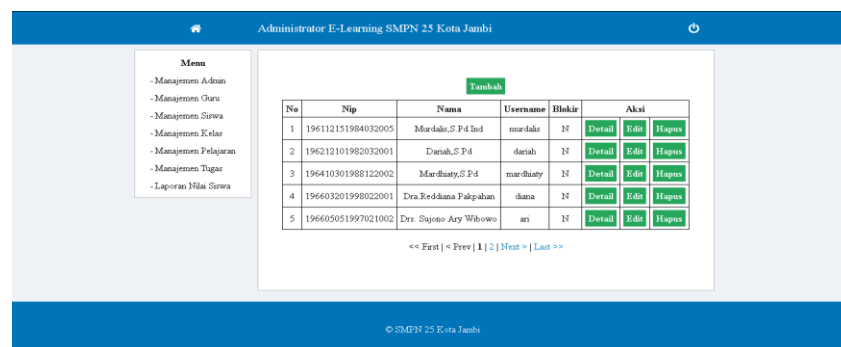 Administrator E-Learning SMPN 25 Kota Jambi
Menu
- Manajemen Admin
- Manajemen Guru
- Manajemen Siswa
- Manajemen Kelas
- Manajemen Pelajaran
- Manajemen Tugas
- Laporan Nilai Siswa
Tambah
No Nip Nama Username Blokir Aksi
1 196112151984032005 Murdalis,S.Pd.Ind murdalis N Detail Edit Hapus
2 196212101982032001 Dariah,S.Pd dariah N Detail Edit Hapus
3 196410301988122002 Mardhiaty,S.Pd mardhiaty N Detail Edit Hapus
4 196603201998022001 Dra.Reddiana Pakpahan diana N Detail Edit Hapus
5 196605051997021002 Drs. Sujono Ary Wibowo ari N Detail Edit Hapus
<< First | < Prev | 1 | 2 | Next > | Last >>
© SMPN 25 Kota Jambi